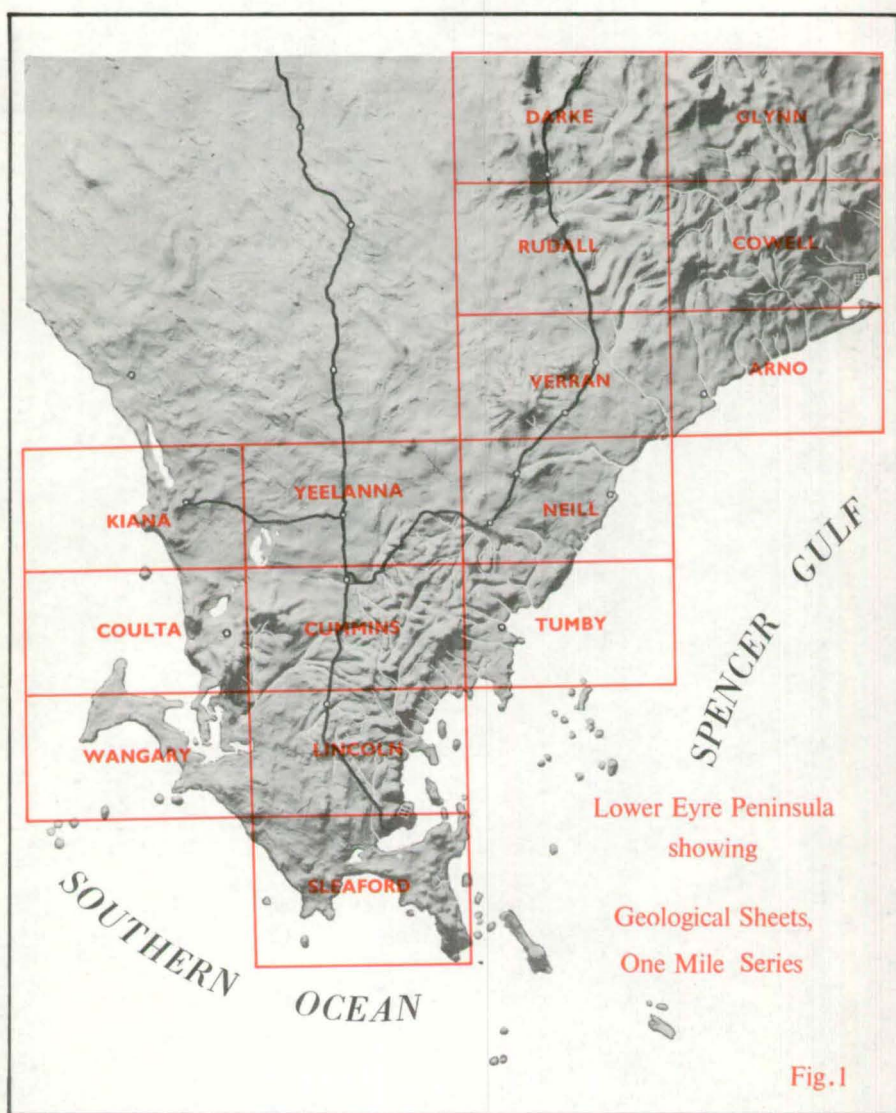 DARKE
GLYNN
RUDALL
COWELL
VERRAN
ARNO
KIANA
YEELANNA
NEILL
COULTA
CUMMINS
TUMBY
WANGARY
LINCOLN
SLEAFORD
SPENCER GULF
SOUTHERN OCEAN
Lower Eyre Peninsula
showing
Geological Sheets,
One Mile Series
Fig.1